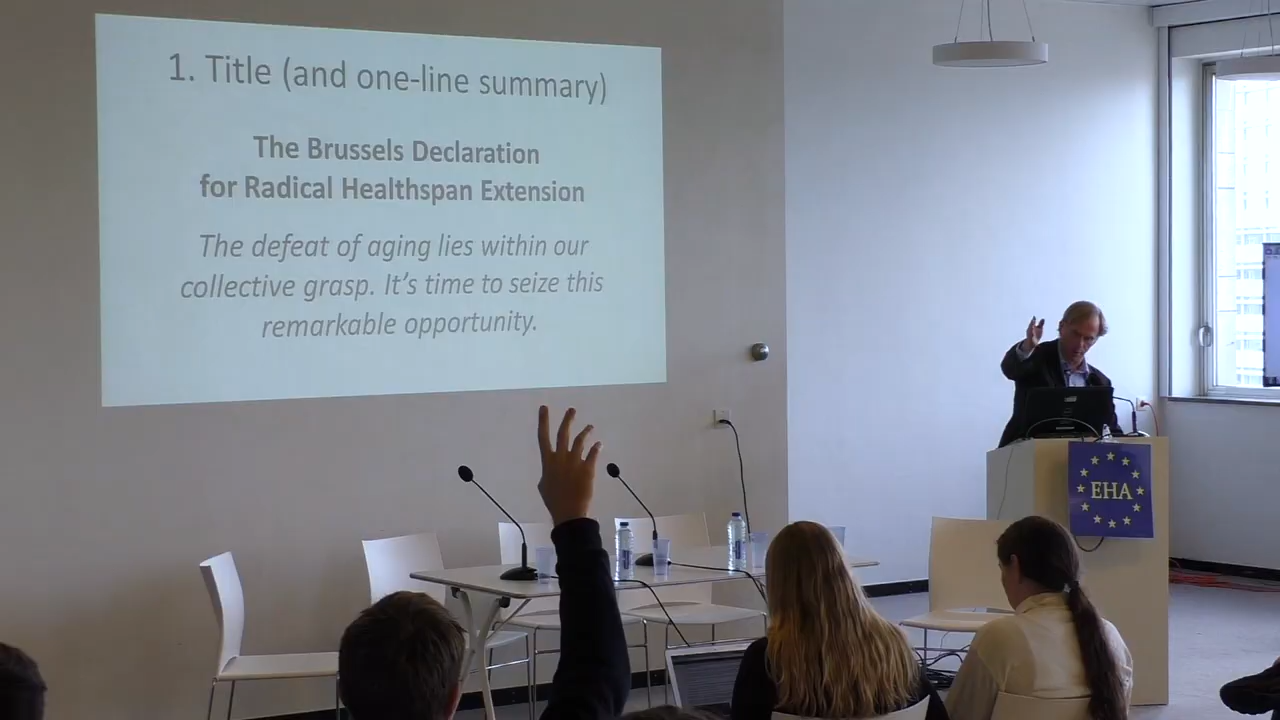 1. Title (and one-line summary)
The Brussels Declaration
for Radical Healthspan Extension
The defeat of aging lies within our
collective grasp. It's time to seize this
remarkable opportunity.
EHA